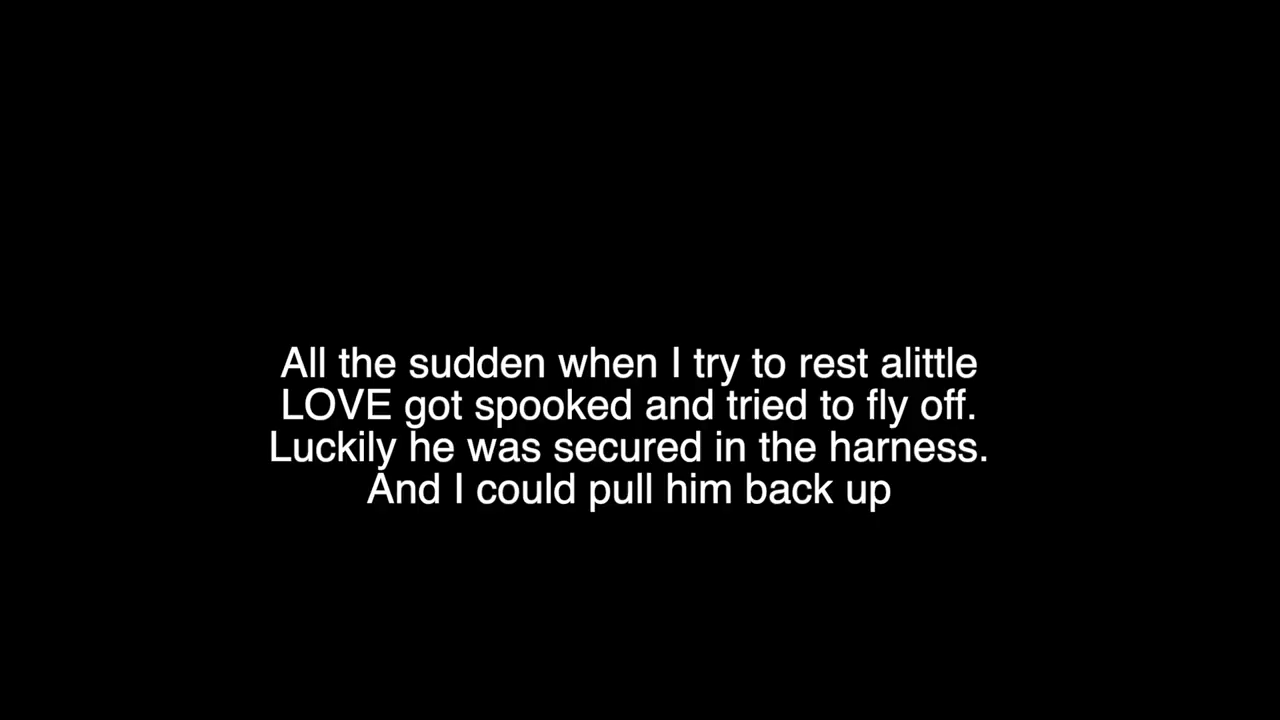 All the sudden when I try to rest alittle
LOVE got spooked and tried to fly off.
Luckily he was secured in the harness.
And I could pull him back up